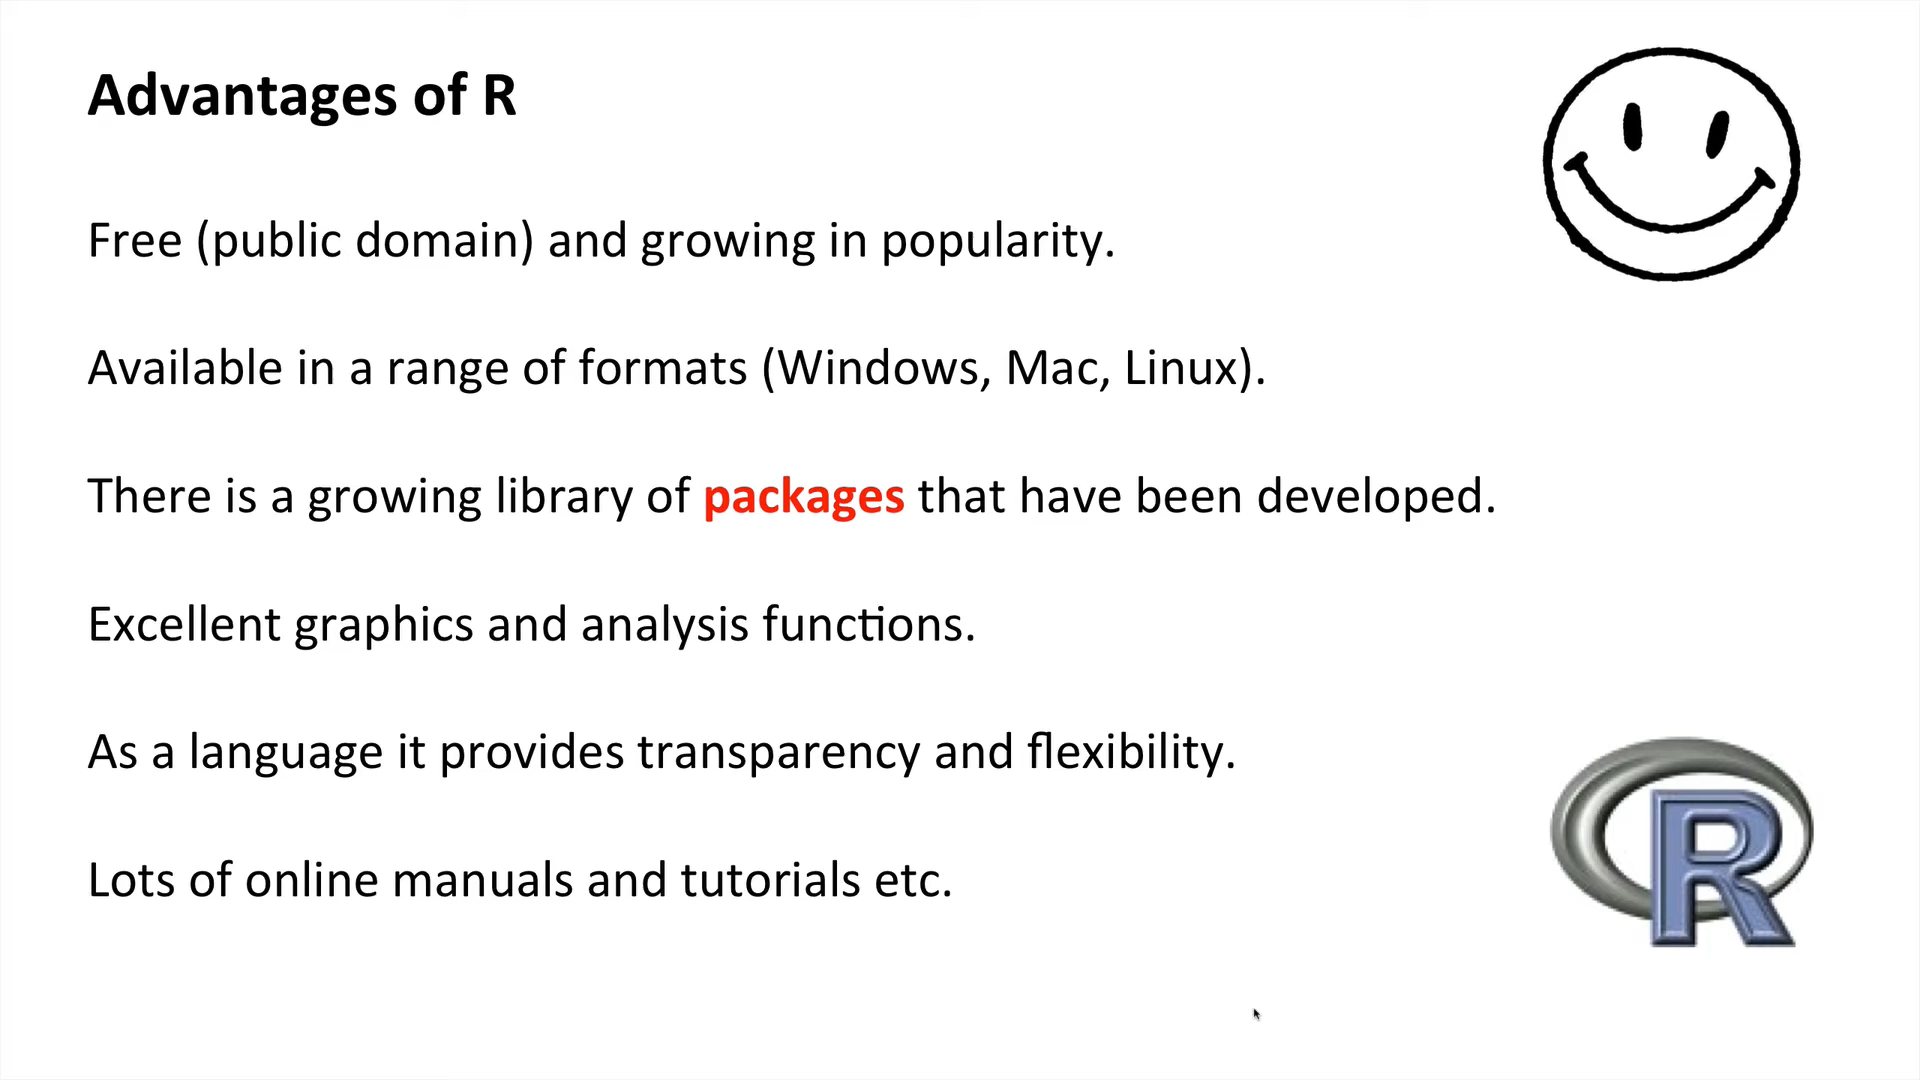 Advantages of R
Free (public domain) and growing in popularity.
Available in a range of formats (Windows, Mac, Linux).
There is a growing library of packages that have been developed.
Excellent graphics and analysis functions.
As a language it provides transparency and flexibility.
Lots of online manuals and tutorials etc.
R